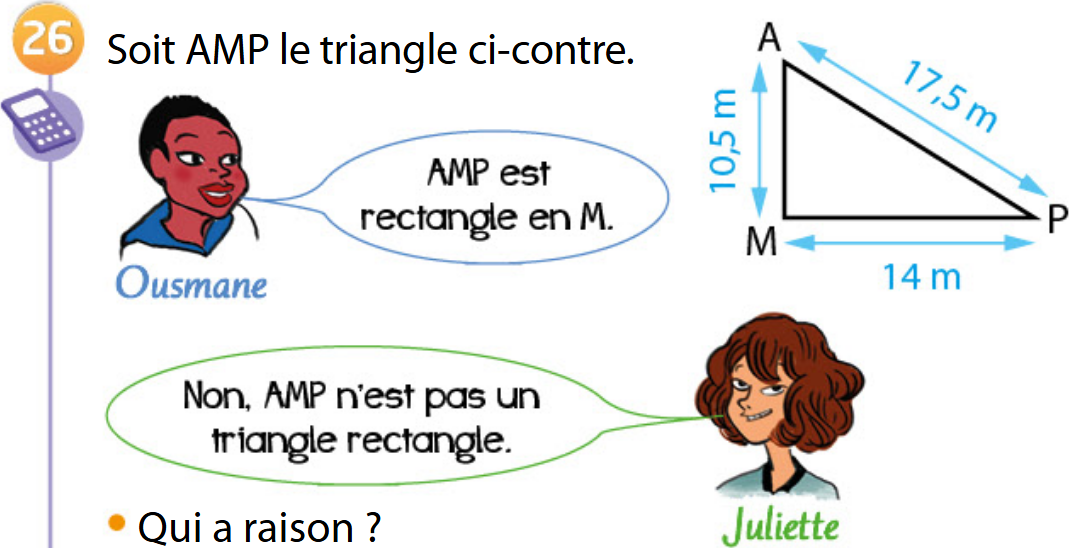 26
Soit AMP le triangle ci-contre.
A
17,5 m
10,5 m
M
P
14 m
AMP est
rectangle en M.
Ousmane
Non, AMP n'est pas un
triangle rectangle.
Juliette
• Qui a raison ?